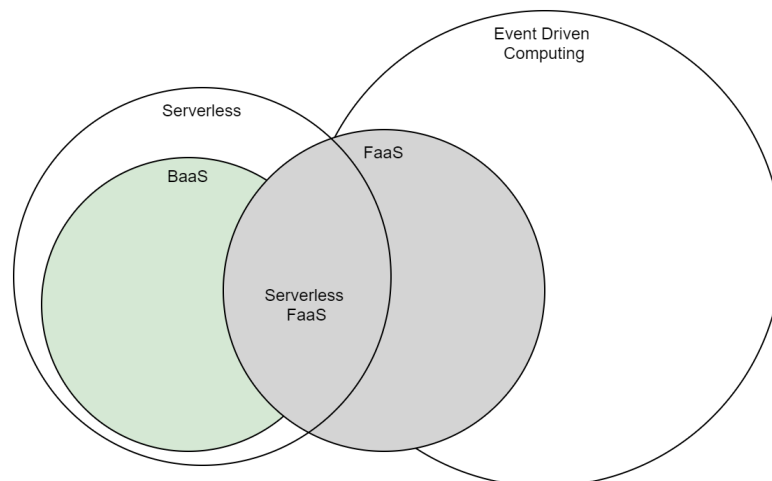 Event Driven
Computing
Serverless
FaaS
BaaS
Serverless
FaaS